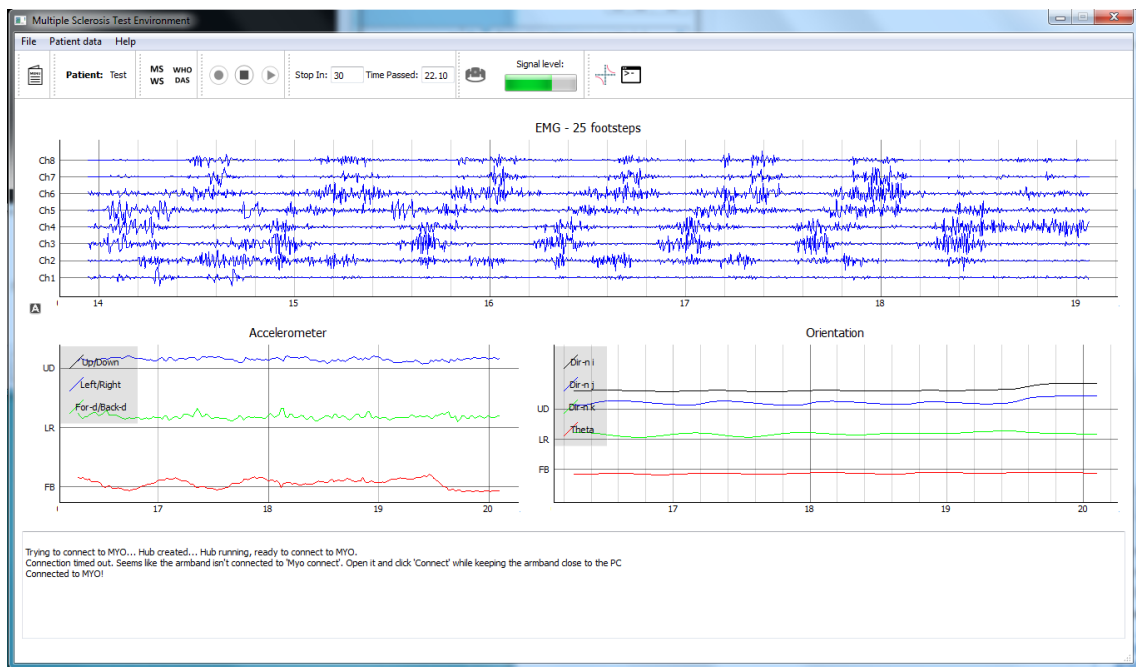 Multiple Sclerosis Test Environment
File Patient data Help
MENU
Patient: Test
MS WHO
WS DAS
Stop In: 30 Time Passed: 22.10
Signal level:
>-
EMG - 25 footsteps
Ch8
Ch7
Ch6
Ch5
Ch4
Ch3
Ch2
Ch1
14 15 16 17 18 19
A
Accelerometer
UD
LR
FB
Up/Down
Left/Right
For-d/Back-d
17 18 19 20
Orientation
UD
LR
FB
Dir-n i
Dir-n j
Dir-n k
Theta
17 18 19 20
Trying to connect to MYO... Hub created... Hub running, ready to connect to MYO.
Connection timed out. Seems like the armband isn't connected to 'Myo connect'. Open it and click 'Connect' while keeping the armband close to the PC
Connected to MYO!